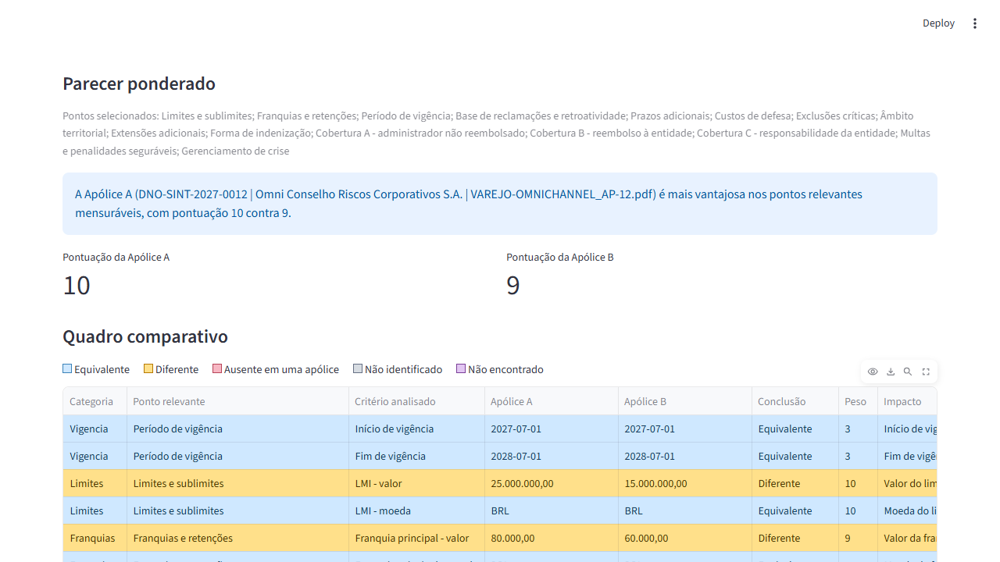 Deploy
Parecer ponderado
Pontos selecionados: Limites e sublimites; Franquias e retenções; Período de vigência; Base de reclamações e retroatividade; Prazos adicionais; Custos de defesa; Exclusões críticas; Âmbito
territorial; Extensões adicionais; Forma de indenização; Cobertura A - administrador não reembolsado; Cobertura B - reembolso à entidade; Cobertura C - responsabilidade da entidade; Multas
e penalidades seguráveis; Gerenciamento de crise
A Apólice A (DNO-SINT-2027-0012 | Omni Conselho Riscos Corporativos S.A. | VAREJO-OMNICHANNEL_AP-12.pdf) é mais vantajosa nos pontos relevantes
mensuráveis, com pontuação 10 contra 9.
Pontuação da Apólice A Pontuação da Apólice B
10 9
Quadro comparativo
Equivalente Diferente Ausente em uma apólice Não identificado Não encontrado
Categoria Ponto relevante Critério analisado Apólice A Apólice B Conclusão Peso Impacto
Vigencia Período de vigência Início de vigência 2027-07-01 2027-07-01 Equivalente 3 Início de vig
Vigencia Período de vigência Fim de vigência 2028-07-01 2028-07-01 Equivalente 3 Fim de vigê
Limites Limites e sublimites LMI - valor 25.000.000,00 15.000.000,00 Diferente 10 Valor do lim
Limites Limites e sublimites LMI - moeda BRL BRL Equivalente 10 Moeda do li
Franquias Franquias e retenções Franquia principal - valor 80.000,00 60.000,00 Diferente 9 Valor da fra